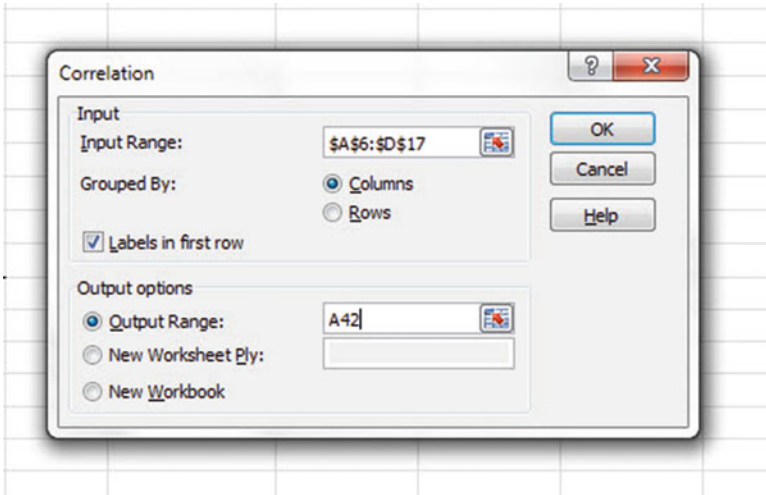 Correlation
?
Input
Input Range: $A$6:$D$17
OK
Cancel
Grouped By: Columns
Rows
Help
Labels in first row
Output options
Output Range: A42
New Worksheet Ply:
New Workbook